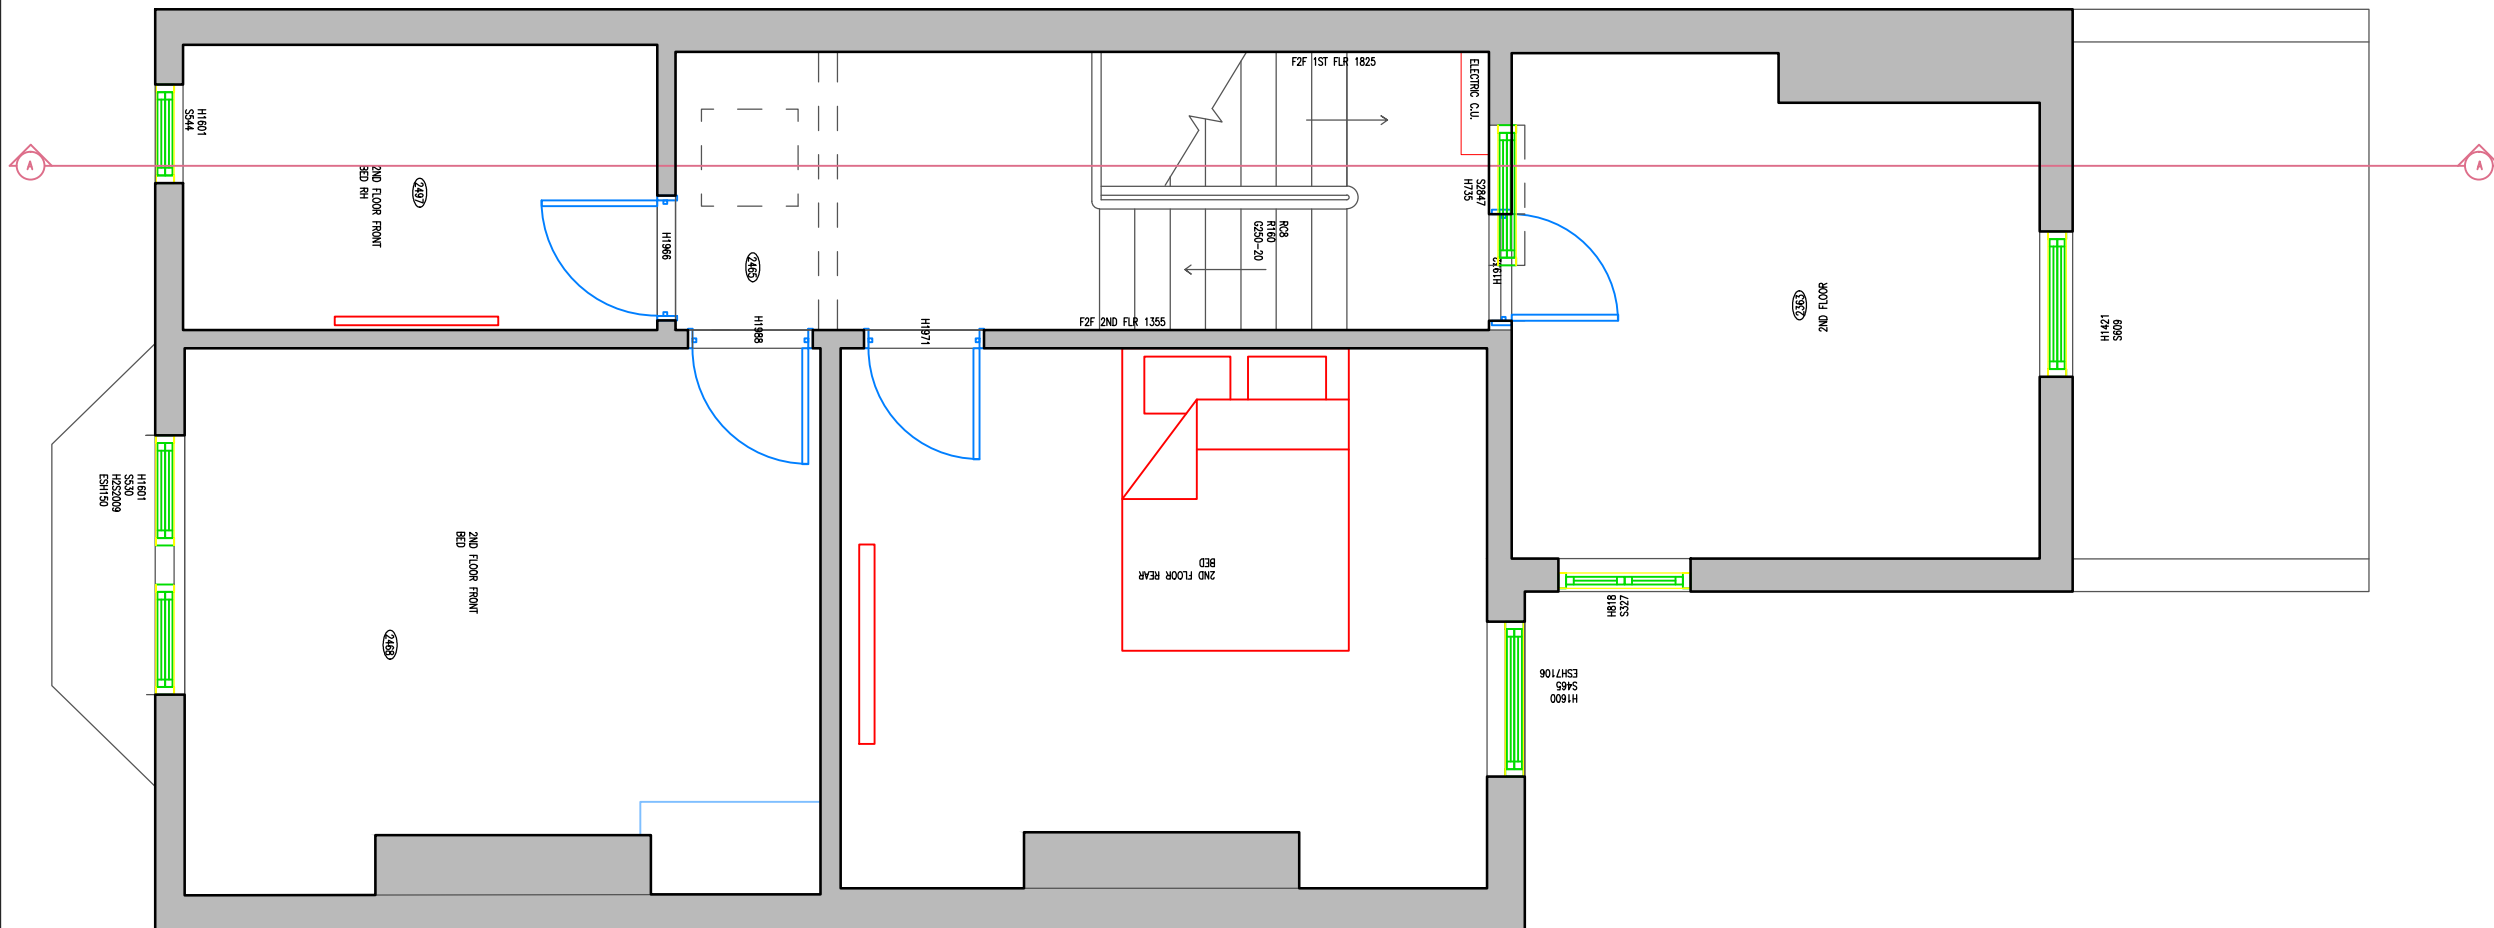 F2F 1ST FLR 1825
ELECTRIC C.U.
H1601
S544
A
A
2ND FLOOR FRONT
BED RH
2497
S2847
H735
H1966
2465
RC8
R160
G250-20
H1619
2363
2ND FLOOR
H1421
S609
H1988
H1971
F2F 2ND FLR 1355
H1601
S530
H2S2009
ESH150
2ND FLOOR FRONT
BED
2ND FLOOR REAR
BED
H818
S327
2468
H1600
S465
ESH7106